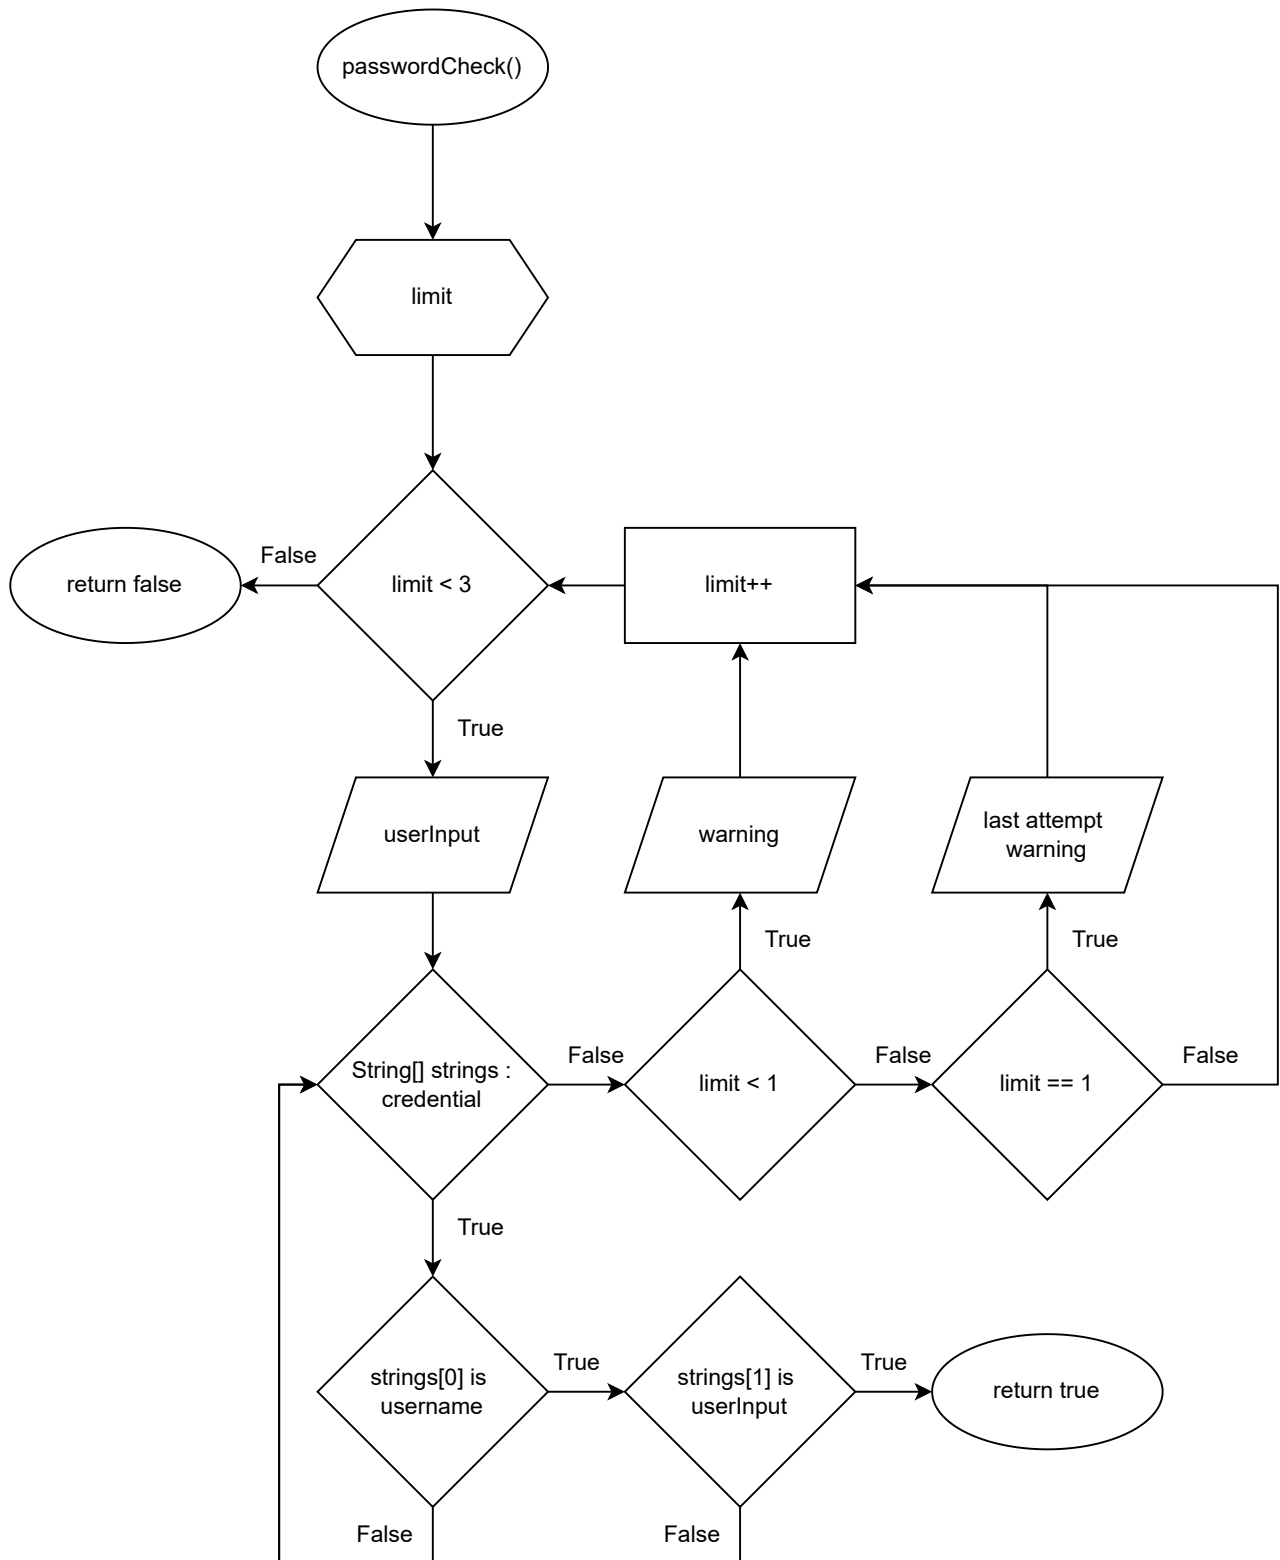 passwordCheck()
limit
False
return false
limit < 3
limit++
True
userInput
warning
last attempt
warning
True
True
String[] strings :
credential
False
limit < 1
False
limit == 1
False
True
strings[0] is
username
True
strings[1] is
userInput
True
return true
False
False